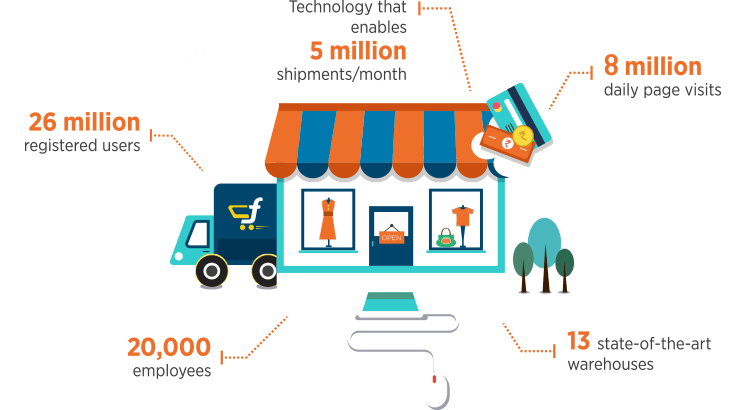 Technology that
enables
5 million
shipments/month
8 million
daily page visits
26 million
registered users
f
OPEN
₹
₹
20,000
employees
13 state-of-the-art
warehouses